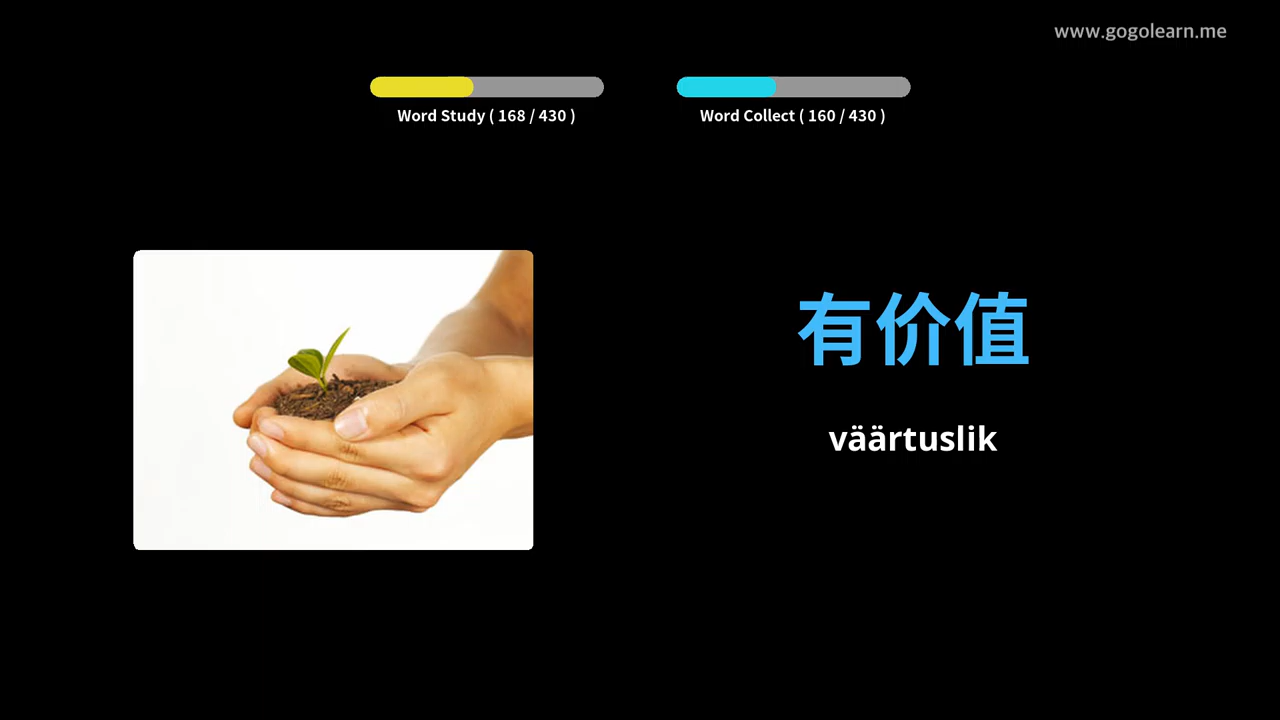 www.gogolearn.me
Word Study ( 168 / 430 )
Word Collect ( 160 / 430 )
有价值
väärtuslik